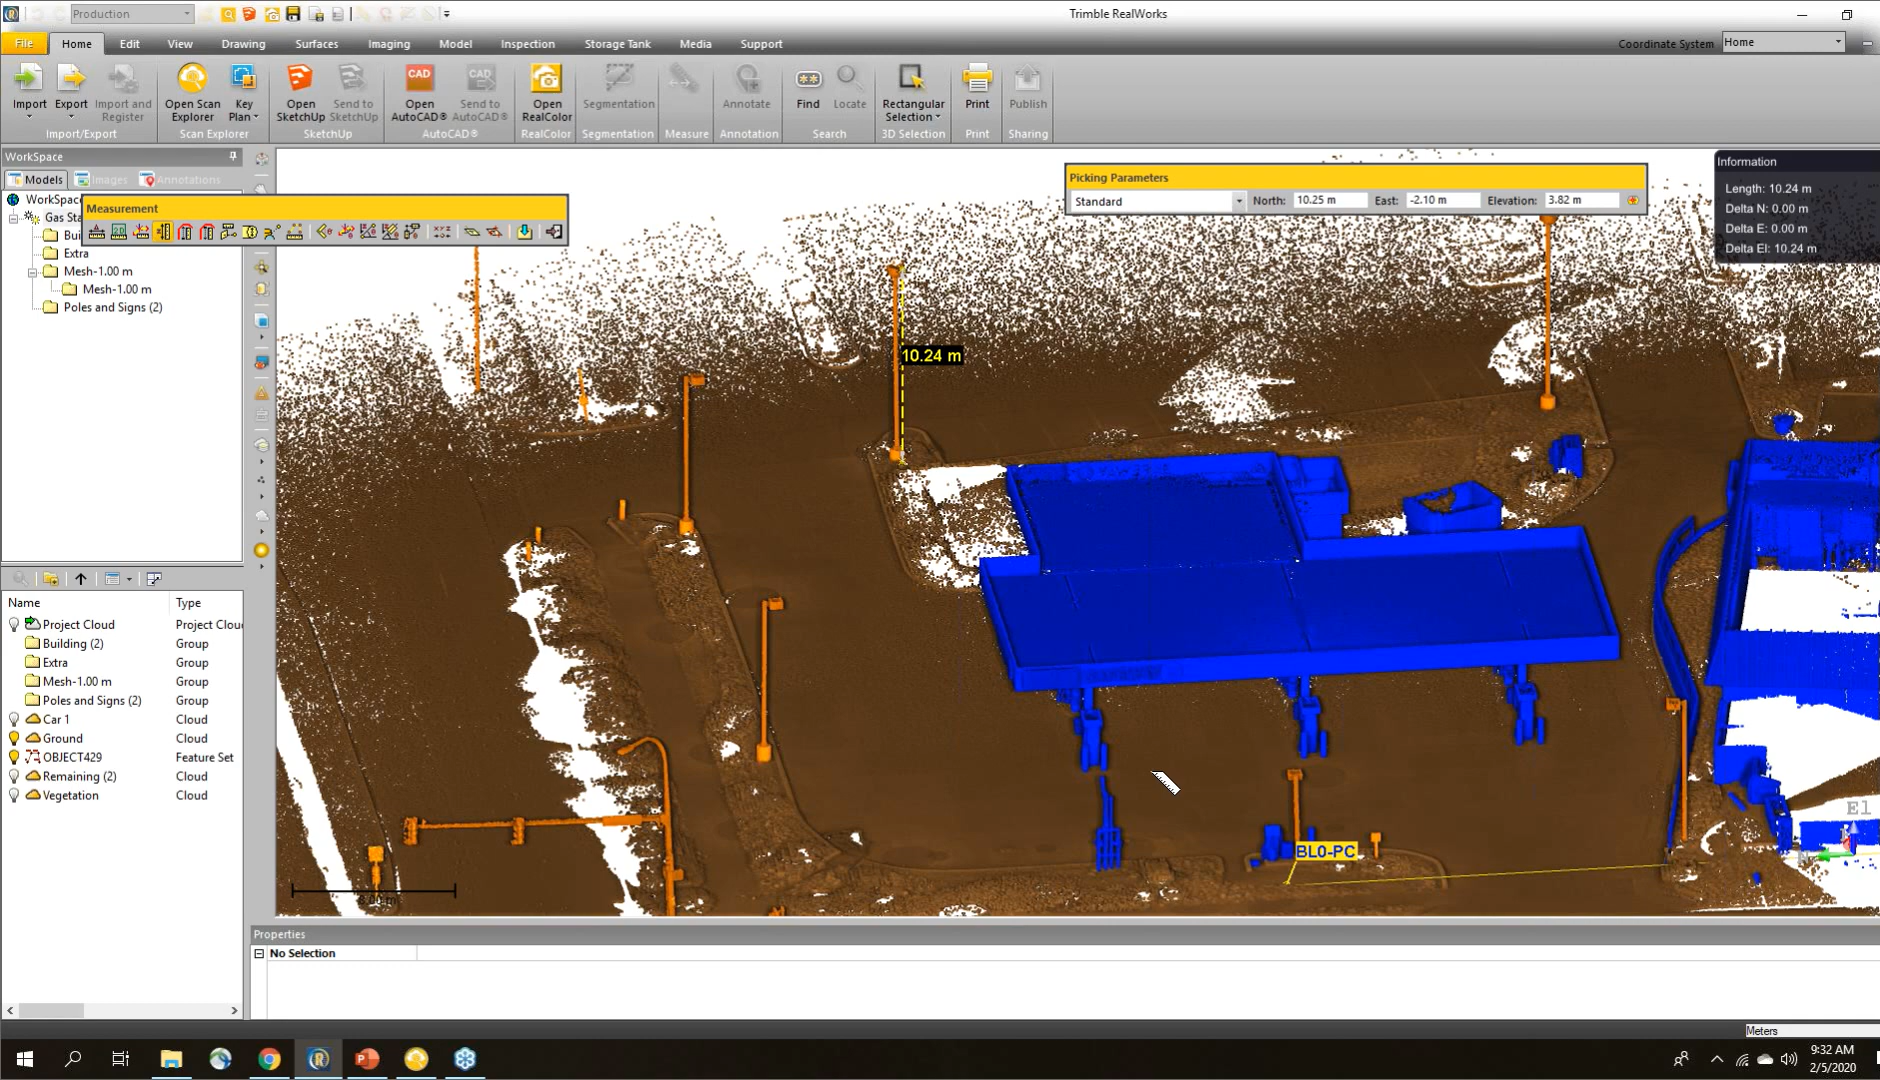 Production
Trimble RealWorks
File Home Edit View Drawing Surfaces Imaging Model Inspection Storage Tank Media Support
Coordinate System Home
Import Export Import and Register
Open Scan Explorer Key Plan
Open SketchUp Send to SketchUp
CAD Open AutoCAD® CAD Send to AutoCAD®
Open RealColor
Segmentation
Annotate
Find Locate
Rectangular Selection
Print
Publish
Import/Export Scan Explorer SketchUp AutoCAD® RealColor Segmentation Measure Annotation Search 3D Selection Print Sharing
WorkSpace
Models Images Annotations
WorkSpac
Gas Sta
Bui
Extra
Mesh-1.00 m
Mesh-1.00 m
Poles and Signs (2)
Measurement
Picking Parameters
Standard North: 10.25 m East: -2.10 m Elevation: 3.82 m
Information
Length: 10.24 m
Delta N: 0.00 m
Delta E: 0.00 m
Delta El: 10.24 m
10.24 m
BL0-PC
El
Name Type
Project Cloud Project Clou
Building (2) Group
Extra Group
Mesh-1.00 m Group
Poles and Signs (2) Group
Car 1 Cloud
Ground Cloud
OBJECT429 Feature Set
Remaining (2) Cloud
Vegetation Cloud
Properties
No Selection
Meters
9:32 AM
2/5/2020